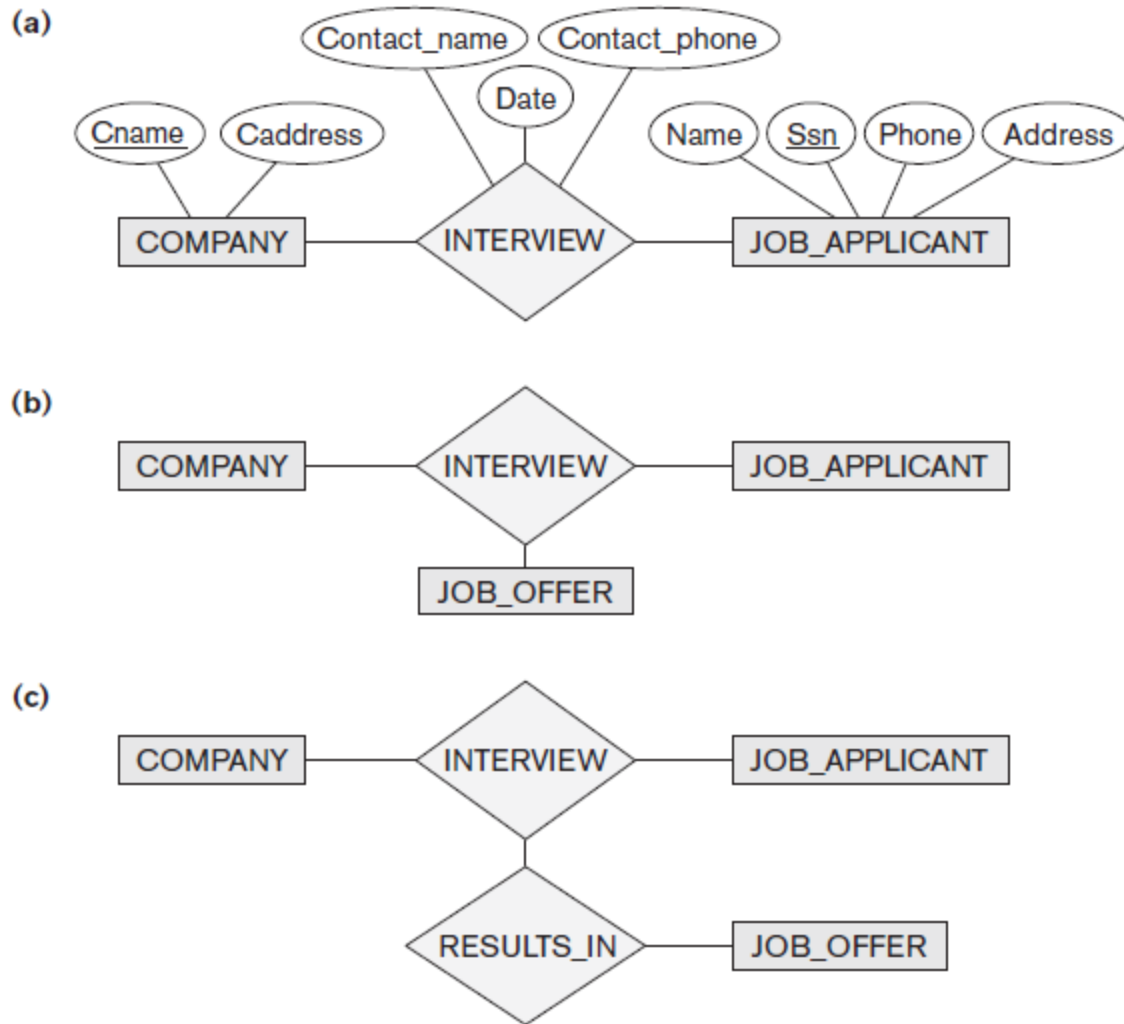 (a)
Contact_name Contact_phone
Date
Cname Caddress Name Ssn Phone Address
COMPANY INTERVIEW JOB_APPLICANT
(b)
COMPANY INTERVIEW JOB_APPLICANT
JOB_OFFER
(c)
COMPANY INTERVIEW JOB_APPLICANT
RESULTS_IN JOB_OFFER